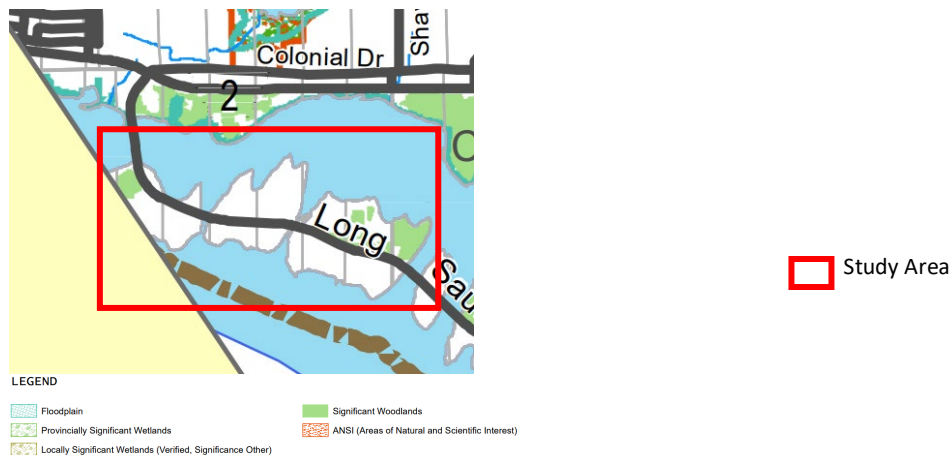 Colonial Dr
Sha
2
C
Long
Sau
Study Area
LEGEND
Floodplain
Significant Woodlands
Provincially Significant Wetlands
ANSI (Areas of Natural and Scientific Interest)
Locally Significant Wetlands (Verified, Significance Other)